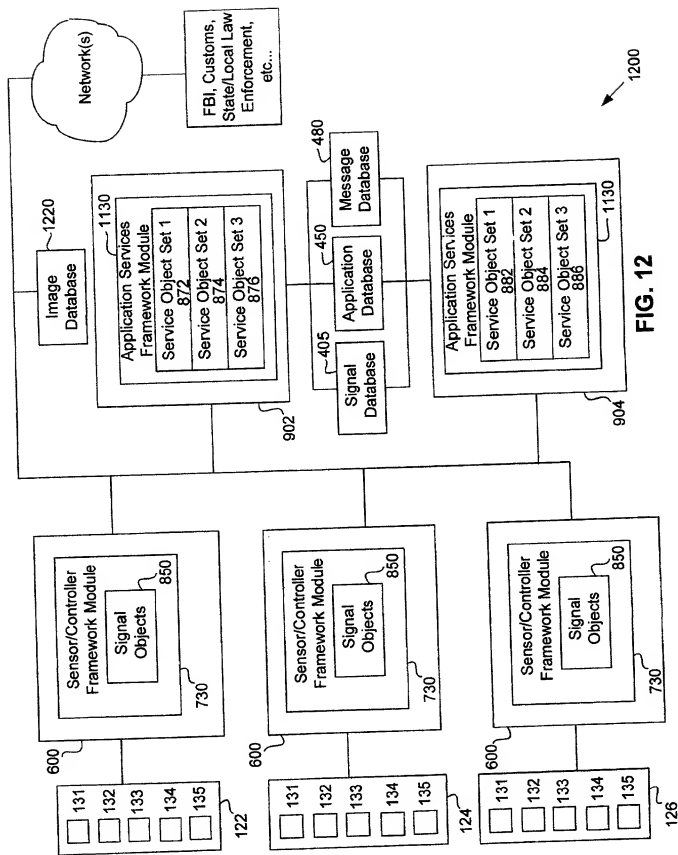 Network(s)
FBI, Customs,
State/Local Law
Enforcement,
etc...
1200
Image
Database
1220
1130
Application Services
Framework Module
Service Object Set 1
872
Service Object Set 2
874
Service Object Set 3
876
902
405
Signal
Database
450
Application
Database
480
Message
Database
Application Services
Framework Module
Service Object Set 1
882
Service Object Set 2
884
Service Object Set 3
886
1130
904
Sensor/Controller
Framework Module
850
Signal
Objects
730
600
Sensor/Controller
Framework Module
850
Signal
Objects
730
600
Sensor/Controller
Framework Module
850
Signal
Objects
730
600
131
132
133
134
135
122
131
132
133
134
135
124
131
132
133
134
135
126
FIG. 12